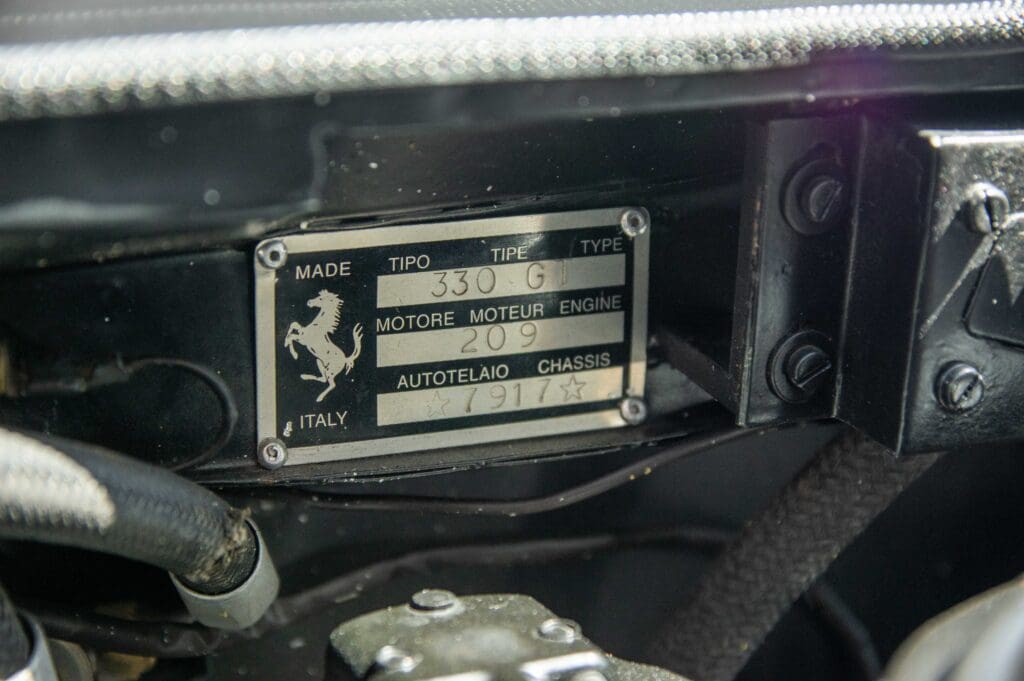 MADE
TIPO TIPE TYPE
330 GT
MOTORE MOTEUR ENGINE
209
AUTOTELAIO CHASSIS
☆7917☆
ITALY